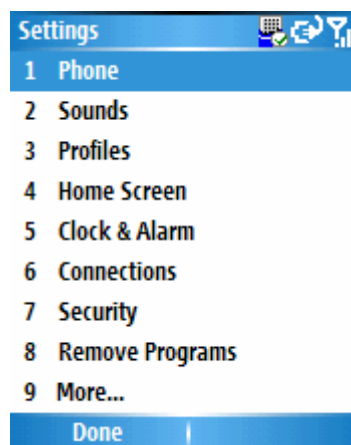 Settings
1 Phone
2 Sounds
3 Profiles
4 Home Screen
5 Clock & Alarm
6 Connections
7 Security
8 Remove Programs
9 More...
Done